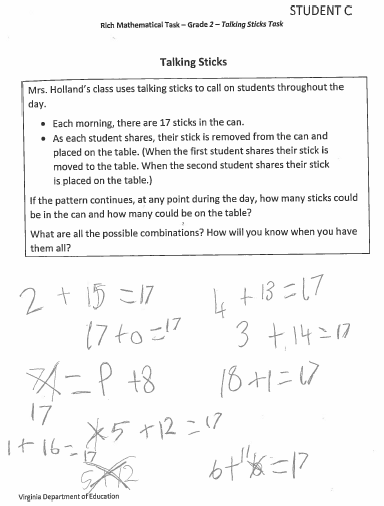 STUDENT C
Rich Mathematical Task – Grade 2 – Talking Sticks Task
Talking Sticks
Mrs. Holland's class uses talking sticks to call on students throughout the
day.
• Each morning, there are 17 sticks in the can.
• As each student shares, their stick is removed from the can and
placed on the table. (When the first student shares their stick is
moved to the table. When the second student shares their stick
is placed on the table.)
If the pattern continues, at any point during the day, how many sticks could
be in the can and how many could be on the table?
What are all the possible combinations? How will you know when you have
them all?
2 + 15 = 17
4 + 13 = 17
17 + 0 = 17
3 + 14 = 17
= 9 + 8
18 + 1 = 17
17
5 + 12 = 17
1 + 16 = 17
6 + 11 = 17
Virginia Department of Education